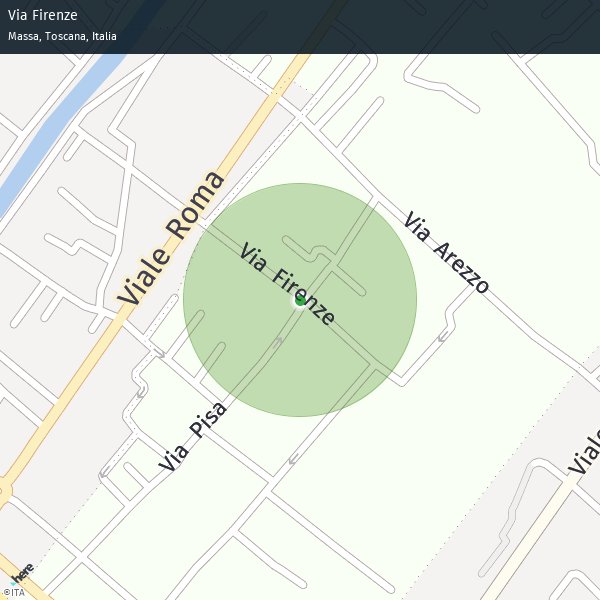 Via Firenze
Massa, Toscana, Italia
Viale Roma
Via Arezzo
Via Firenze
Via Pisa
Viale
here
©ITA